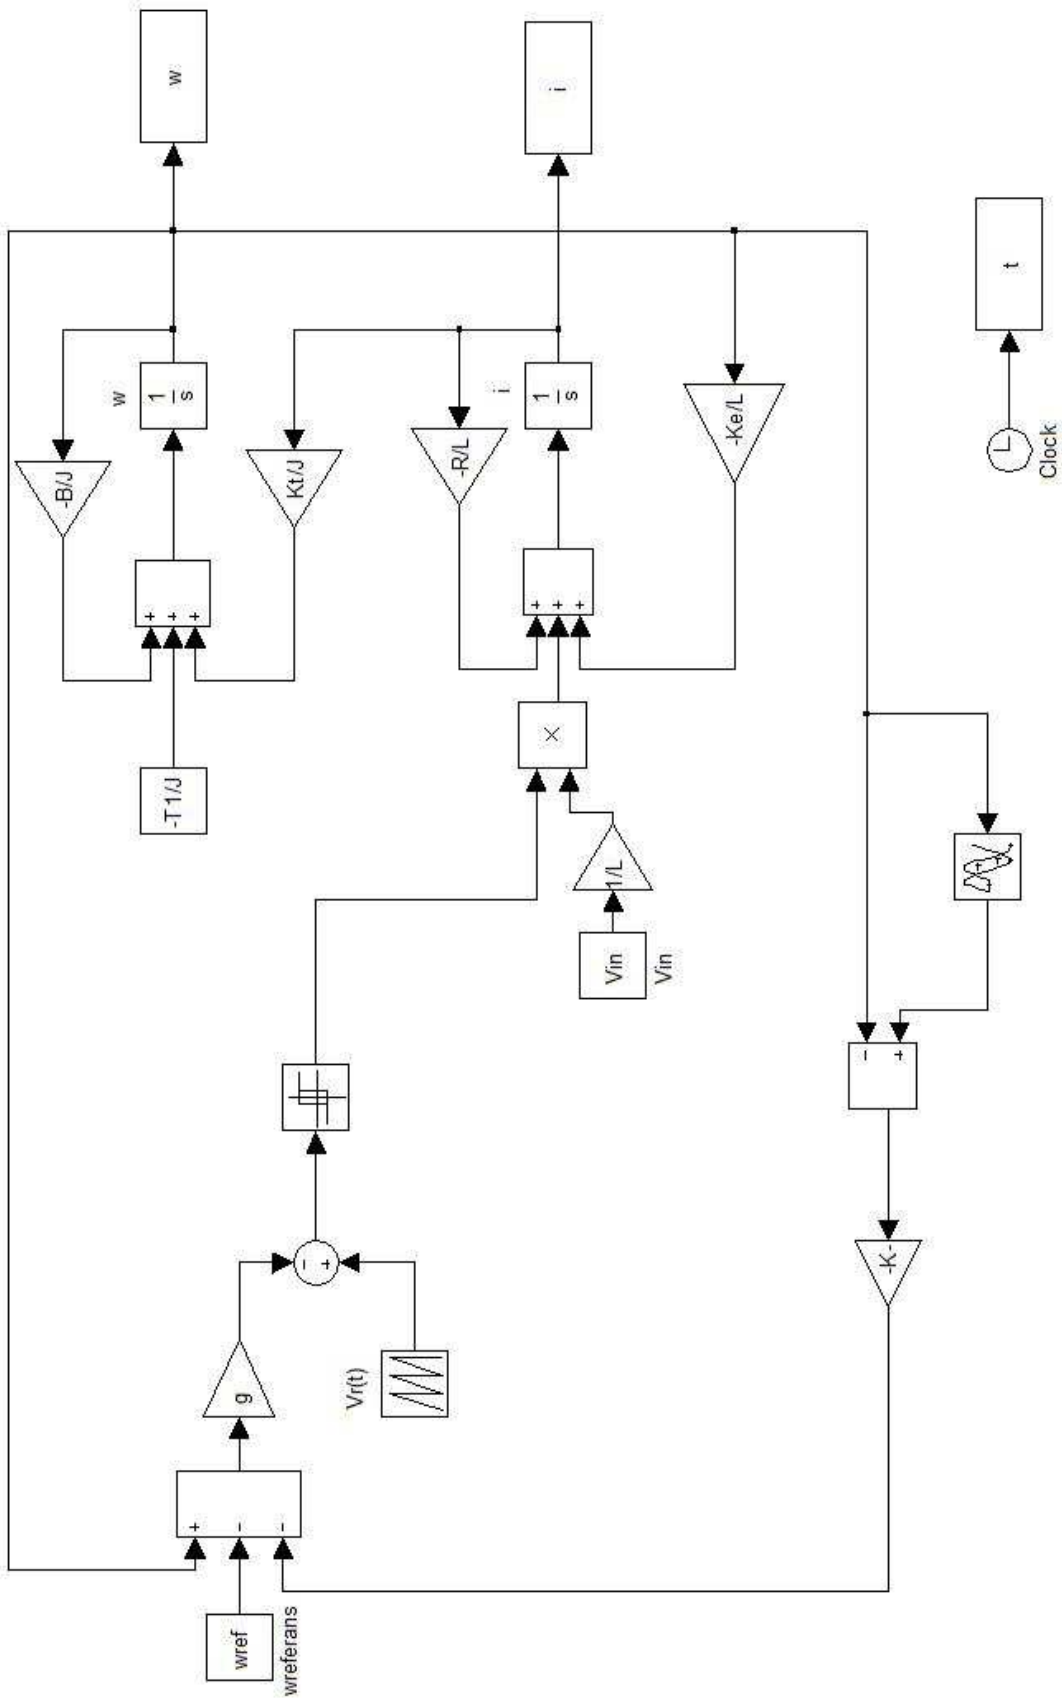 wref
wreferans
+
-
-
g
Vr(t)
-
+
Vin
Vin
1/L
×
-T1/J
+
+
+
-B/J
Kt/J
w
1
s
w
+
+
+
-R/L
-Ke/L
i
1
s
i
-
+
-K-
Clock
t